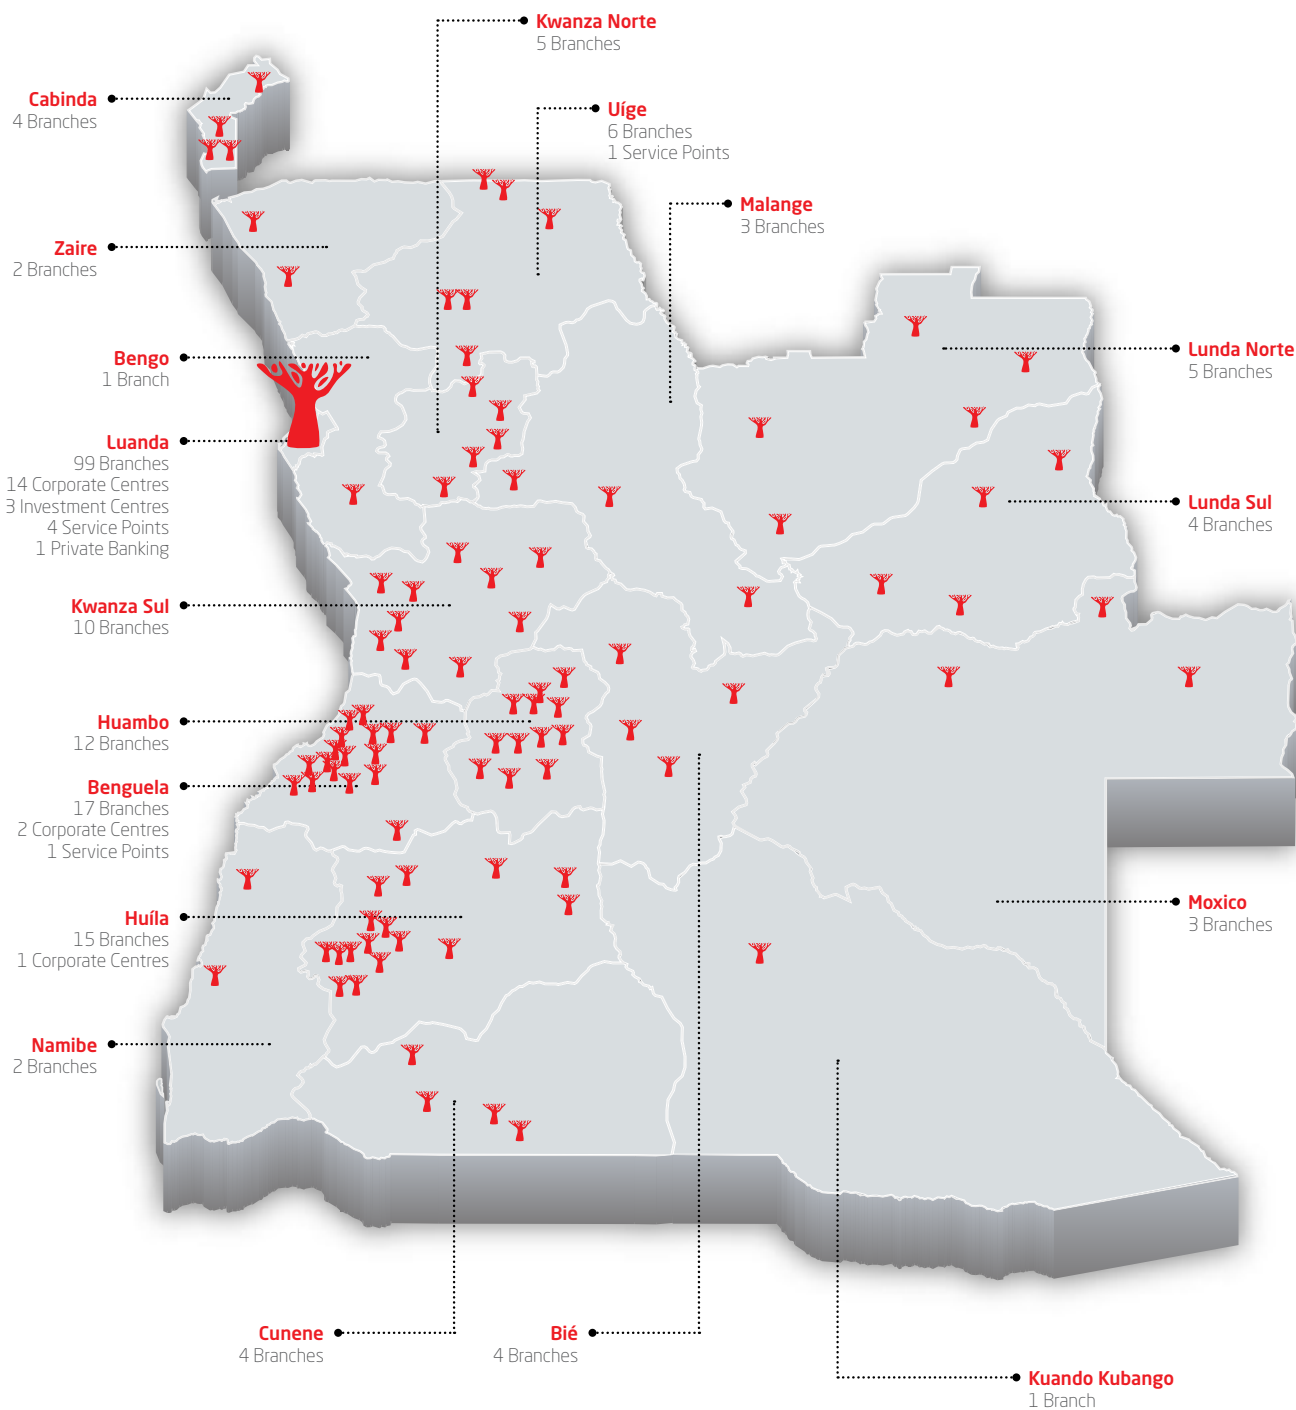 Kwanza Norte
5 Branches
Cabinda
4 Branches
Uíge
6 Branches
1 Service Points
Malange
3 Branches
Zaire
2 Branches
Bengo
1 Branch
Lunda Norte
5 Branches
Luanda
99 Branches
14 Corporate Centres
3 Investment Centres
4 Service Points
1 Private Banking
Lunda Sul
4 Branches
Kwanza Sul
10 Branches
Huambo
12 Branches
Benguela
17 Branches
2 Corporate Centres
1 Service Points
Moxico
3 Branches
Huíla
15 Branches
1 Corporate Centres
Namibe
2 Branches
Cunene
4 Branches
Bié
4 Branches
Kuando Kubango
1 Branch